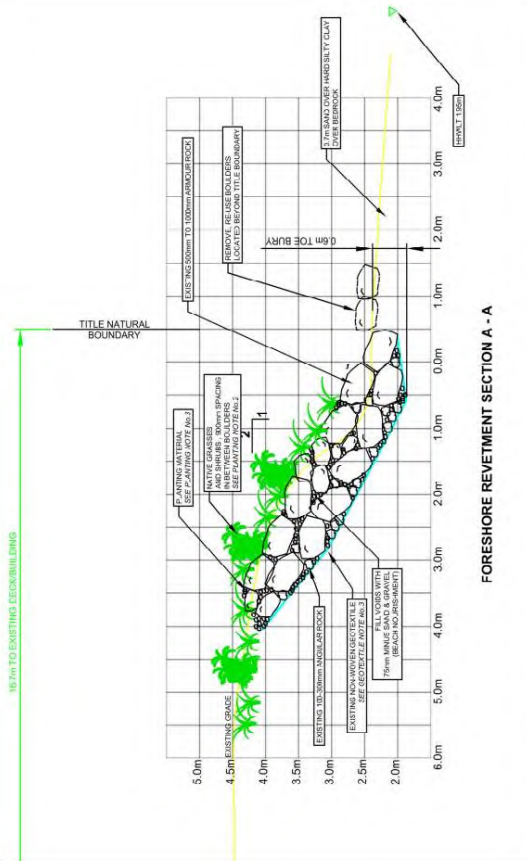 16.7m TO EXISTING DECK/BUILDING
TITLE NATURAL
BOUNDARY
PLANTING MATERIAL
SEE PLANTING NOTE No.3
NATIVE GRASSES
AND SHRUBS, 900mm SPACING
IN BETWEEN BOULDERS
SEE PLANTING NOTE No.2
EXISTING 500mm TO 1000mm ARMOUR ROCK
REMOVE, RE-USE BOULDERS
LOCATED BEYOND TITLE BOUNDARY
3.7m SAND OVER HARD SILTY CLAY
OVER BEDROCK
HHWLT 1.95m
0.6m TOE BURY
2
1
EXISTING GRADE
EXISTING 100-300mm ANGULAR ROCK
EXISTING NON-WOVEN GEOTEXTILE
SEE GEOTEXTILE NOTE No.3
FILL VOIDS WITH
75mm MINUS SAND & GRAVEL
(BEACH NOURISHMENT)
5.0m
4.5m
4.0m
3.5m
3.0m
2.5m
2.0m
6.0m
5.0m
4.0m
3.0m
2.0m
1.0m
0.0m
1.0m
2.0m
3.0m
4.0m
FORESHORE REVETMENT SECTION A - A